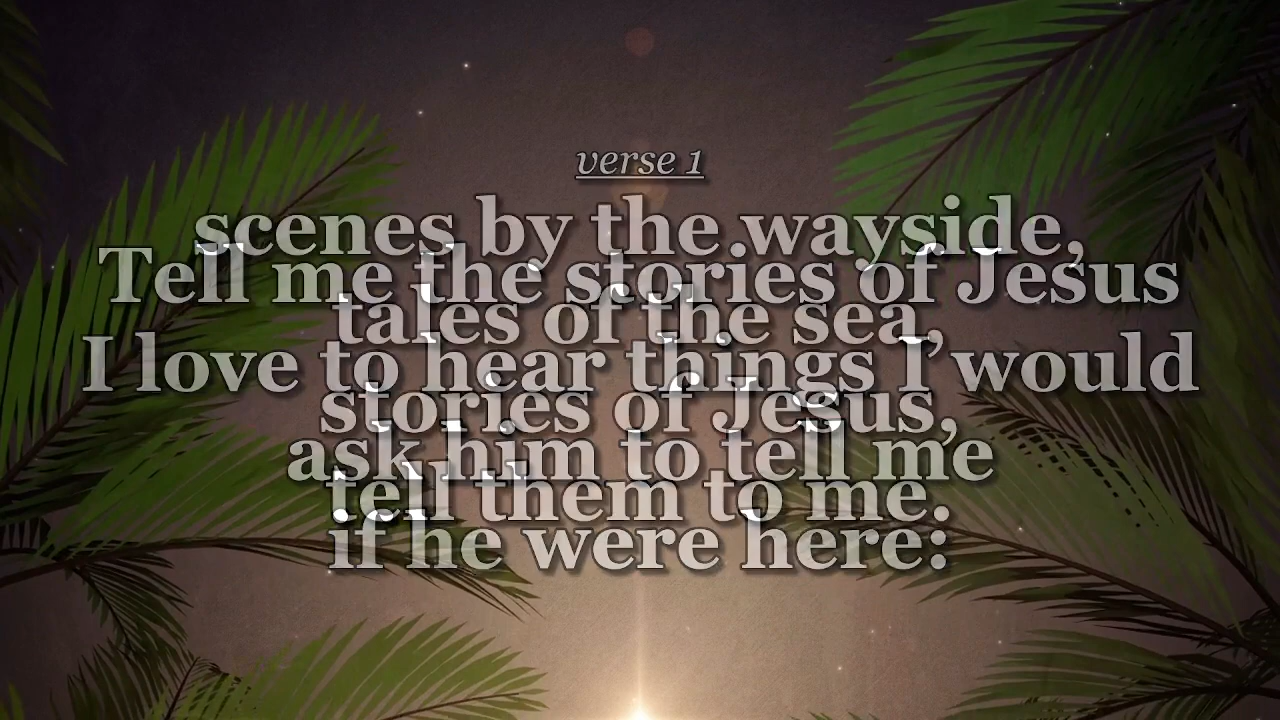 verse 1
scenes by the wayside,
Tell me the stories of Jesus
tales of the sea,
I love to hear things I would
stories of Jesus,
ask him to tell me
tell them to me.
if he were here: